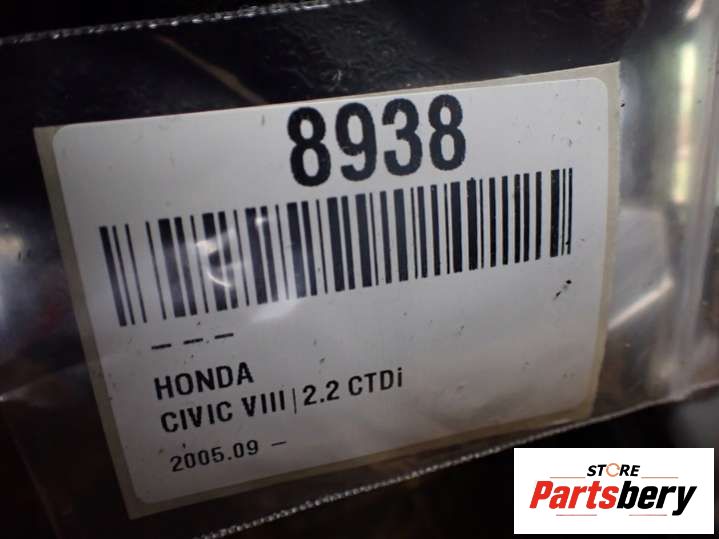 8938
– – –
HONDA
CIVIC VIII | 2.2 CTDi
2005.09 –
STORE
Partsbery